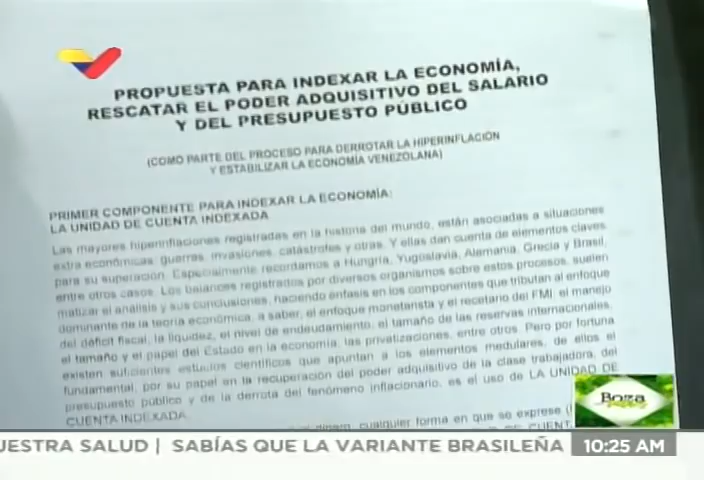 PROPUESTA PARA INDEXAR LA ECONOMÍA,
RESCATAR EL PODER ADQUISITIVO DEL SALARIO
Y DEL PRESUPUESTO PÚBLICO
(COMO PARTE DEL PROCESO PARA DERROTAR LA HIPERINFLACIÓN
Y ESTABILIZAR LA ECONOMÍA VENEZOLANA)
PRIMER COMPONENTE PARA INDEXAR LA ECONOMÍA:
LA UNIDAD DE CUENTA INDEXADA
Las mayores hiperinflaciones registradas en la historia del mundo, están asociadas a situaciones
extra económicas: guerras, invasiones, catástrofes y otras. Y ellas dan cuenta de elementos claves
para su superación. Especialmente recordamos a Hungría, Yugoslavia, Alemania, Grecia y Brasil,
entre otros casos. Los balances registrados por diversos organismos sobre estos procesos, suelen
matizar el análisis y sus conclusiones, haciendo énfasis en los componentes que tributan al enfoque
dominante de la teoría económica, a saber, el enfoque monetarista y el recetario del FMI: el manejo
del déficit fiscal, la liquidez, el nivel de endeudamiento, el tamaño de las reservas internacionales,
el tamaño y el papel del Estado en la economía, las privatizaciones, entre otros. Pero por fortuna
existen suficientes estudios científicos que apuntan a los elementos medulares, de ellos el
fundamental, por su papel en la recuperación del poder adquisitivo de la clase trabajadora, del
presupuesto público y de la derrota del fenómeno inflacionario, es el uso de LA UNIDAD DE
CUENTA INDEXADA.
dinero, cualquier forma en que se exprese
Boza
UESTRA SALUD | SABÍAS QUE LA VARIANTE BRASILEÑA 10:25 AM